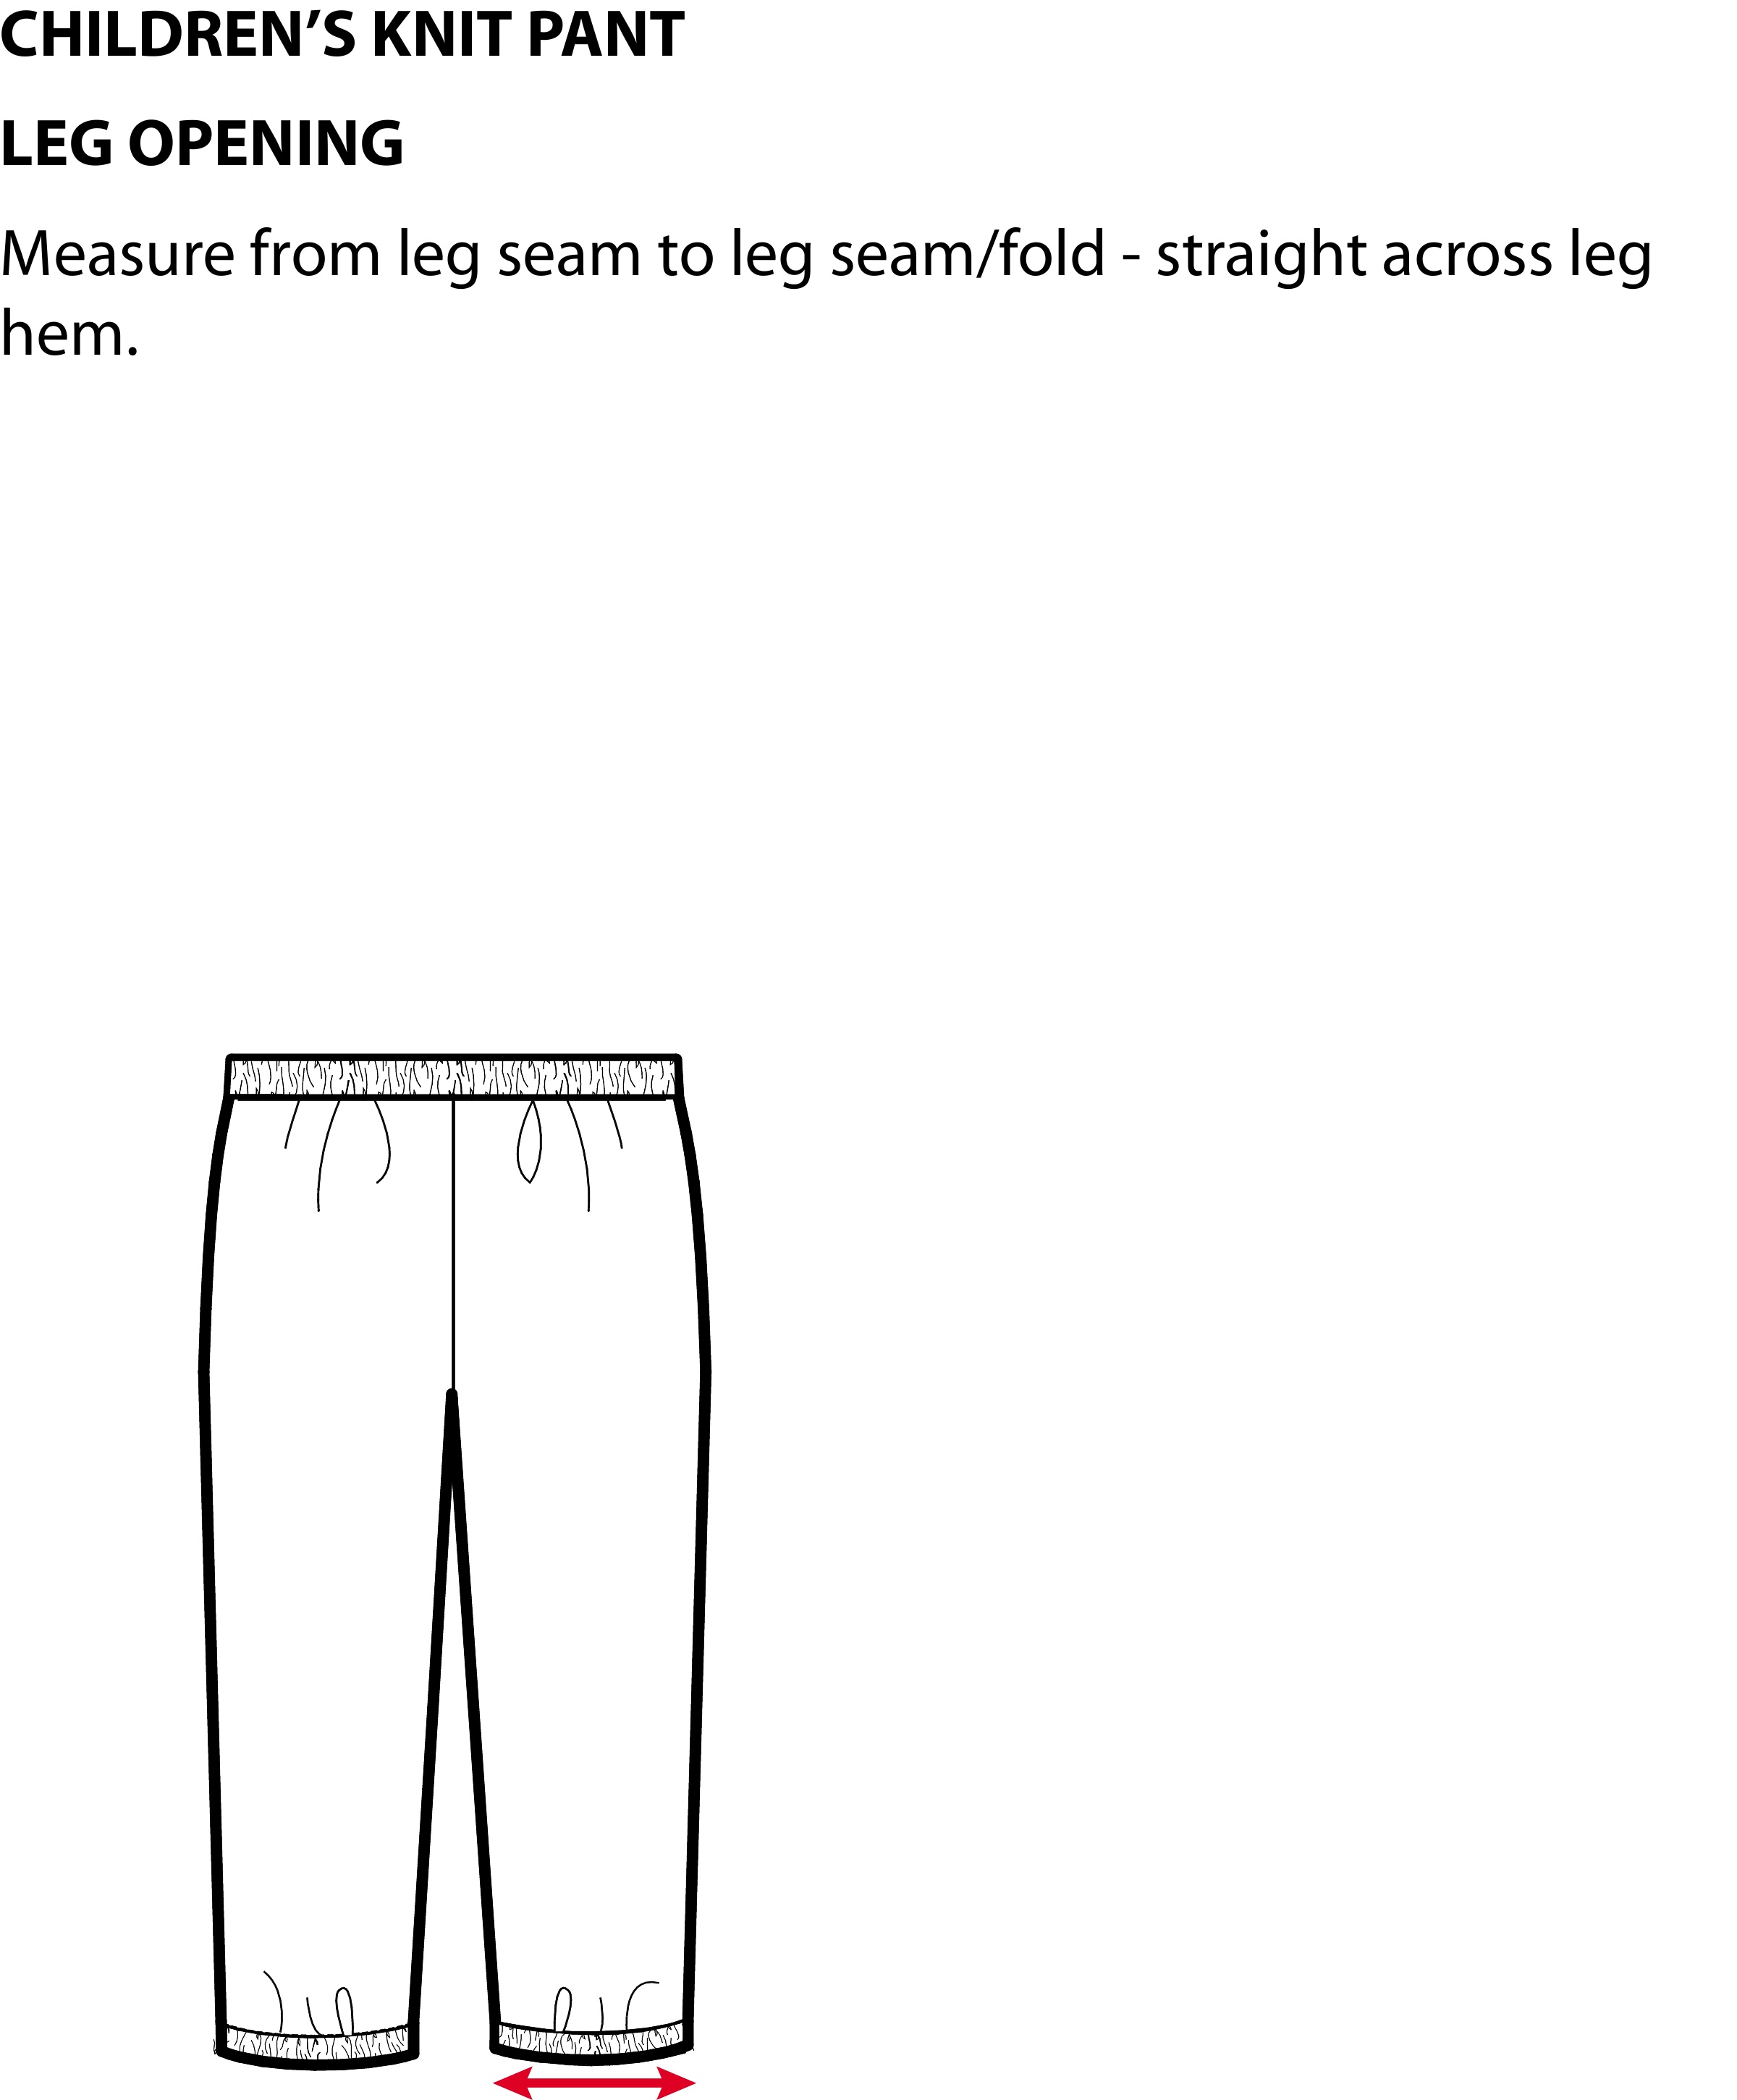 CHILDREN’S KNIT PANT
LEG OPENING
Measure from leg seam to leg seam/fold - straight across leg
hem.